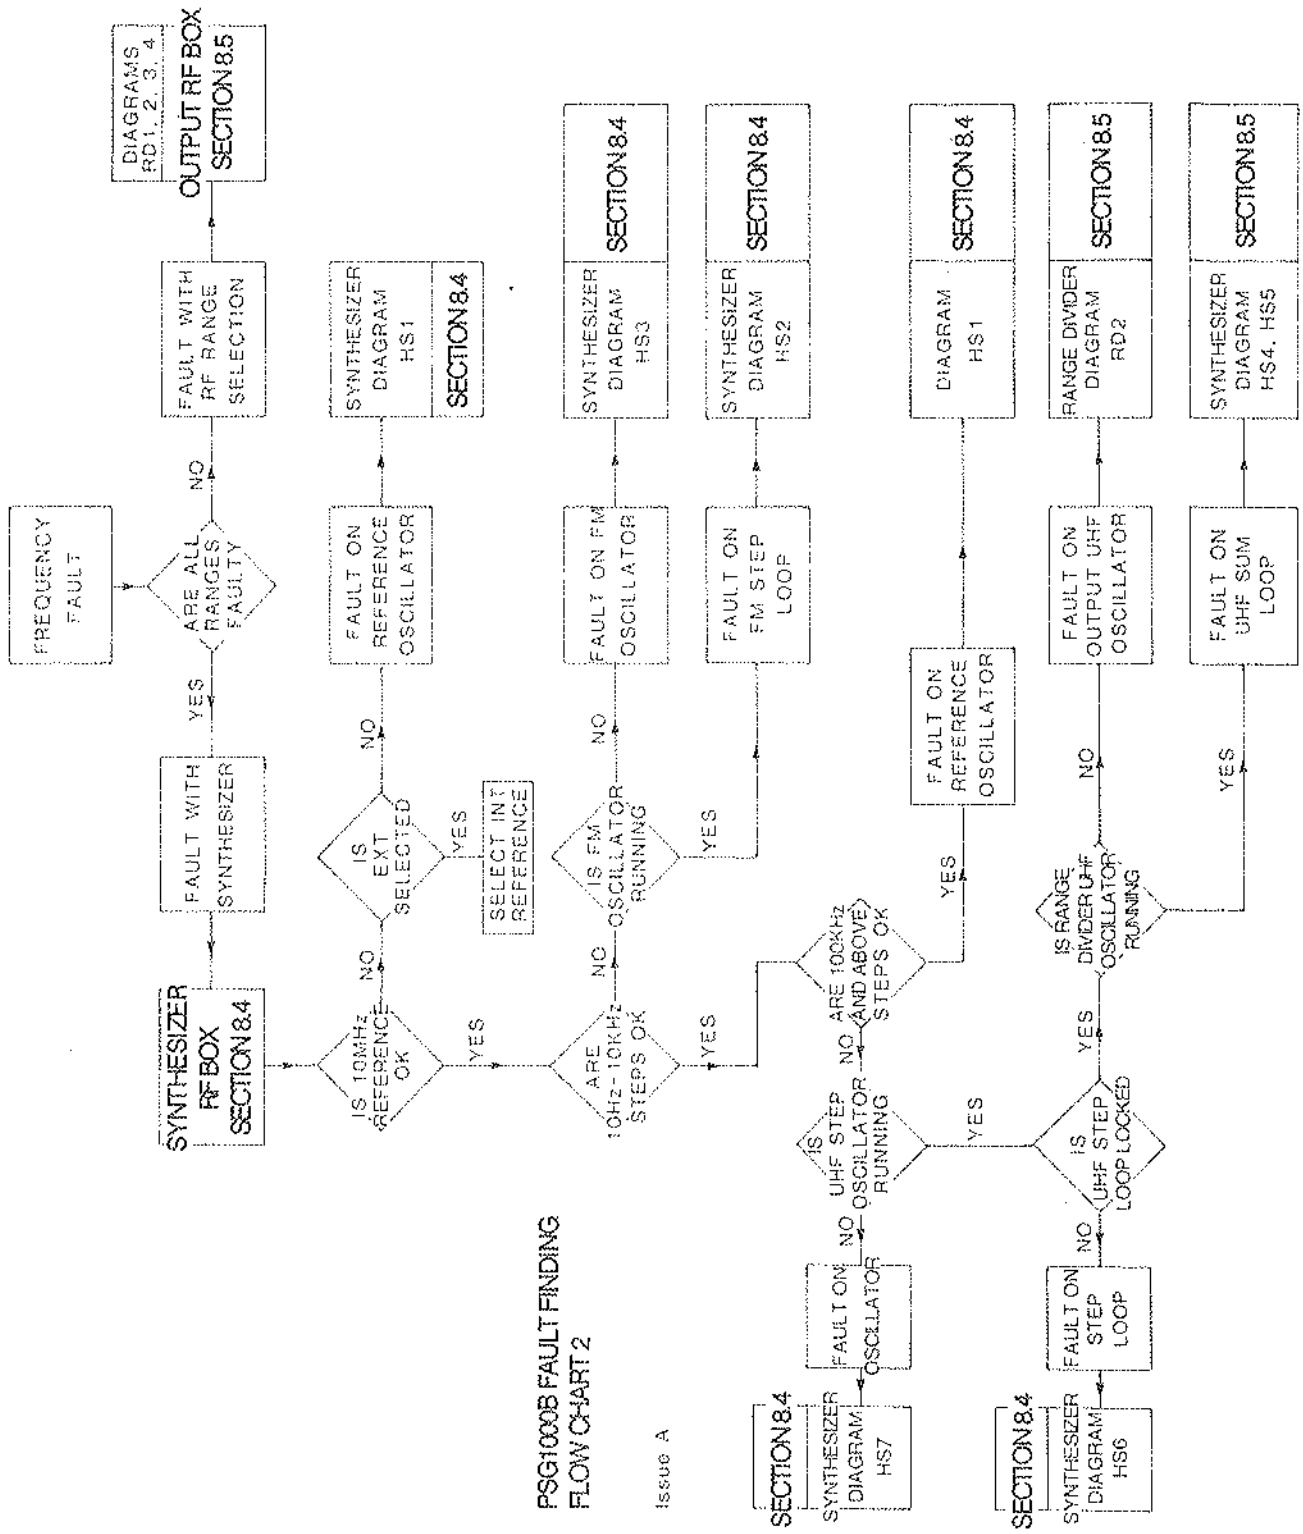 FREQUENCY
FAULT
ARE ALL
RANGES
FAULTY
NO
FAULT WITH
RF RANGE
SELECTION
DIAGRAMS
RD1, 2, 3, 4
OUTPUT RF BOX
SECTION 8.5
YES
FAULT WITH
SYNTHESIZER
SYNTHESIZER
RF BOX
SECTION 8.4
IS 10MHz
REFERENCE
OK
NO
IS
EXT
SELECTED
NO
FAULT ON
REFERENCE
OSCILLATOR
SYNTHESIZER
DIAGRAM
HS1
SECTION 8.4
YES
SELECT INT
REFERENCE
YES
ARE
10Hz-10KHz
STEPS OK
NO
IS FM
OSCILLATOR
RUNNING
NO
FAULT ON FM
OSCILLATOR
SYNTHESIZER
DIAGRAM
HS3
SECTION 8.4
YES
FAULT ON
FM STEP
LOOP
SYNTHESIZER
DIAGRAM
HS2
SECTION 8.4
YES
ARE 100KHz
AND ABOVE
STEPS OK
YES
FAULT ON
REFERENCE
OSCILLATOR
DIAGRAM
HS1
SECTION 8.4
NO
IS
UHF STEP
OSCILLATOR
RUNNING
NO
FAULT ON
OSCILLATOR
SECTION 8.4
SYNTHESIZER
DIAGRAM
HS7
YES
IS
UHF STEP
LOOP LOCKED
NO
FAULT ON
STEP
LOOP
SECTION 8.4
SYNTHESIZER
DIAGRAM
HS6
YES
IS RANGE
DIVIDER UHF
OSCILLATOR
RUNNING
NO
FAULT ON
OUTPUT UHF
OSCILLATOR
RANGE DIVIDER
DIAGRAM
RD2
SECTION 8.5
YES
FAULT ON
UHF SUM
LOOP
SYNTHESIZER
DIAGRAM
HS4, HS5
SECTION 8.5
PSG1000B FAULT FINDING
FLOW CHART 2
Issue A